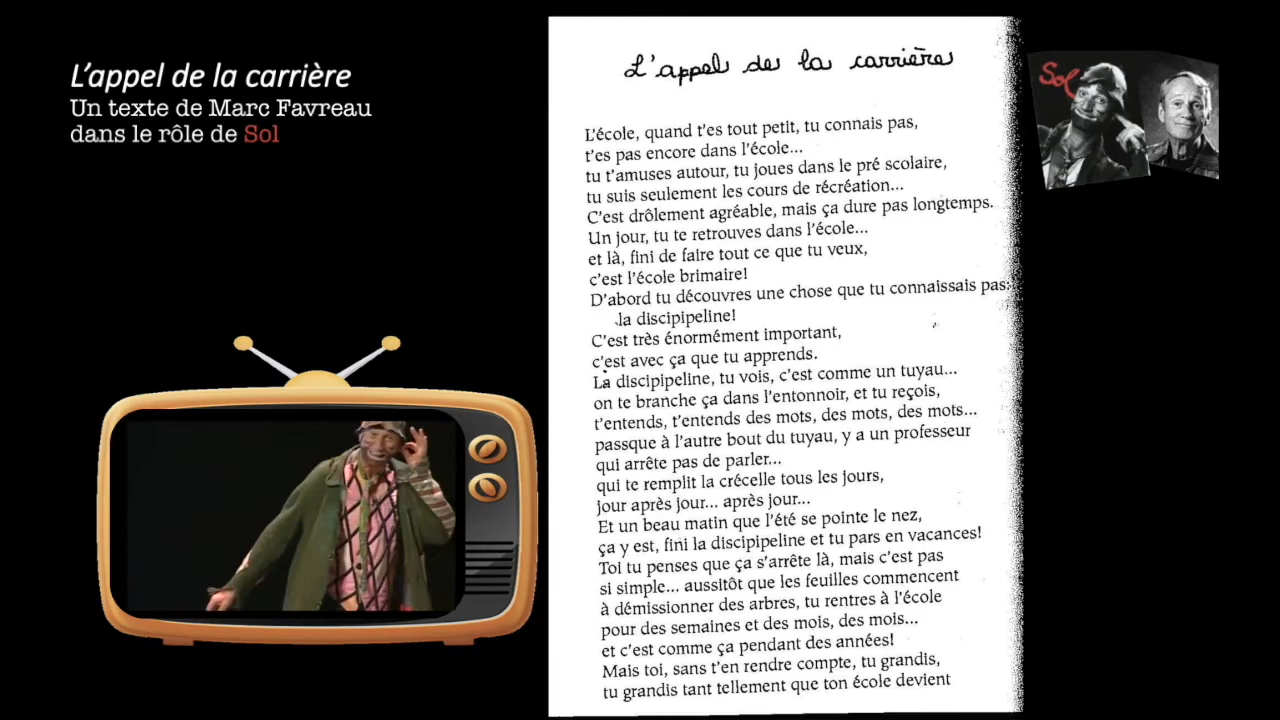 L'appel de la carrière
Un texte de Marc Favreau
dans le rôle de Sol
L'appel de la carrière
L'école, quand t'es tout petit, tu connais pas,
t'es pas encore dans l'école...
tu t'amuses autour, tu joues dans le pré scolaire,
tu suis seulement les cours de récréation...
C'est drôlement agréable, mais ça dure pas longtemps.
Un jour, tu te retrouves dans l'école...
et là, fini de faire tout ce que tu veux,
c'est l'école brimaire!
D'abord tu découvres une chose que tu connaissais pas:
la discipipeline!
C'est très énormément important,
c'est avec ça que tu apprends.
La discipipeline, tu vois, c'est comme un tuyau...
on te branche ça dans l'entonnoir, et tu reçois,
t'entends, t'entends des mots, des mots, des mots...
passque à l'autre bout du tuyau, y a un professeur
qui arrête pas de parler...
qui te remplit la crécelle tous les jours,
jour après jour... après jour...
Et un beau matin que l'été se pointe le nez,
ça y est, fini la discipipeline et tu pars en vacances!
Toi tu penses que ça s'arrête là, mais c'est pas
si simple... aussitôt que les feuilles commencent
à démissionner des arbres, tu rentres à l'école
pour des semaines et des mois, des mois...
et c'est comme ça pendant des années!
Mais toi, sans t'en rendre compte, tu grandis,
tu grandis tant tellement que ton école devient
Sol